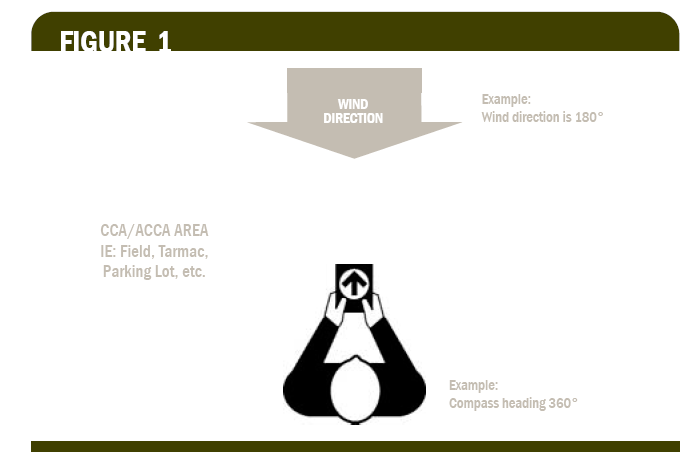 FIGURE 1
WIND
DIRECTION
Example:
Wind direction is 180°
CCA/ACCA AREA
IE: Field, Tarmac,
Parking Lot, etc.
Example:
Compass heading 360°